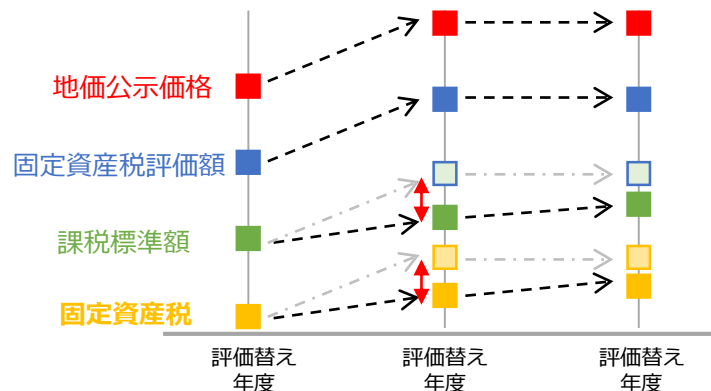 地価公示価格
固定資産税評価額
課税標準額
固定資産税
評価替え
年度
評価替え
年度
評価替え
年度